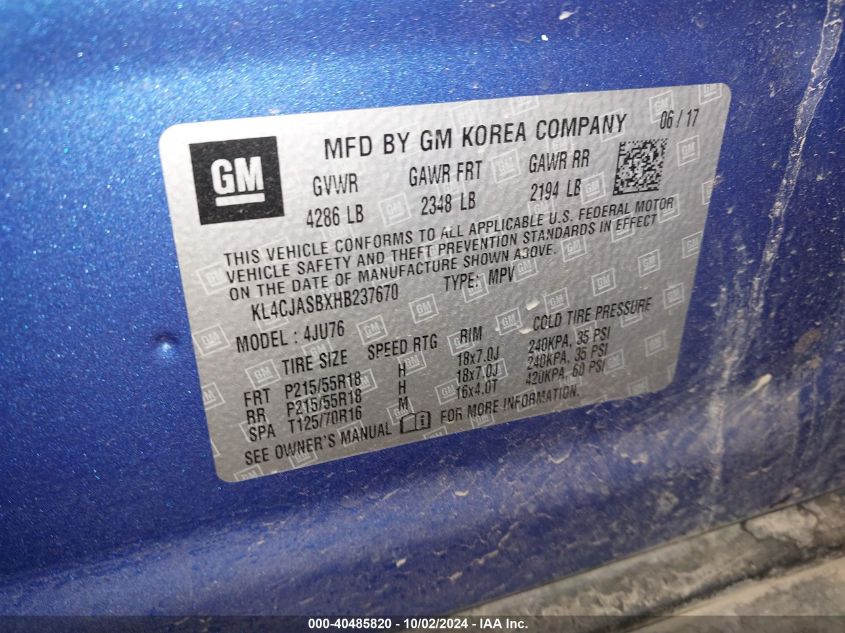 GM
MFD BY GM KOREA COMPANY 06 / 17
GVWR GAWR FRT GAWR RR
4286 LB 2348 LB 2194 LB
THIS VEHICLE CONFORMS TO ALL APPLICABLE U.S. FEDERAL MOTOR
VEHICLE SAFETY AND THEFT PREVENTION STANDARDS IN EFFECT
ON THE DATE OF MANUFACTURE SHOWN ABOVE.
KL4CJASBXHB237670 TYPE: MPV
MODEL : 4JU76
TIRE SIZE SPEED RTG RIM COLD TIRE PRESSURE
FRT P215/55R18 H 18x7.0J 240KPA, 35 PSI
RR P215/55R18 H 18x7.0J 240KPA, 35 PSI
SPA T125/70R16 M 16x4.0T 420KPA, 60 PSI
SEE OWNER'S MANUAL FOR MORE INFORMATION.
000-40485820 - 10/02/2024 - IAA Inc.